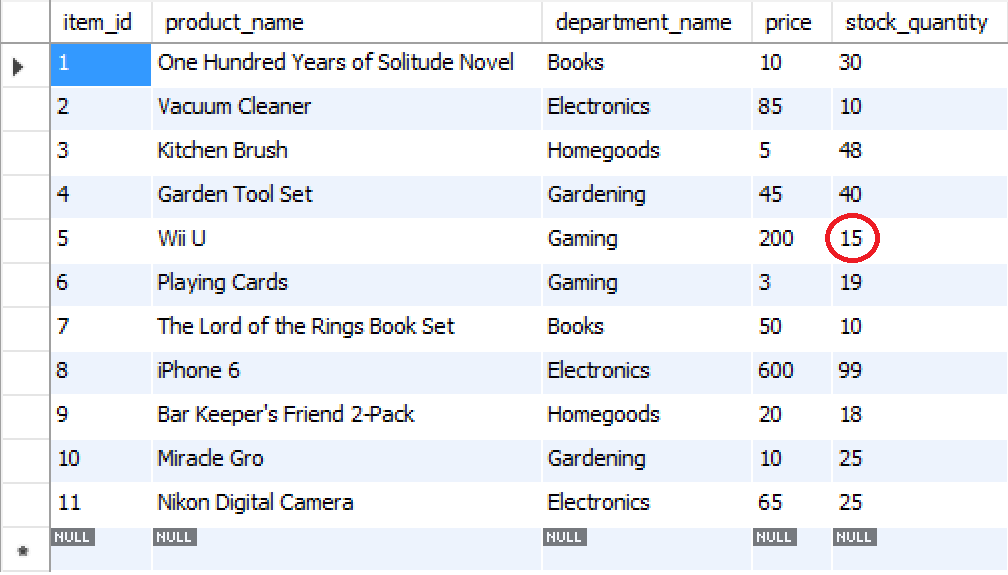 item_id product_name department_name price stock_quantity
1 One Hundred Years of Solitude Novel Books 10 30
2 Vacuum Cleaner Electronics 85 10
3 Kitchen Brush Homegoods 5 48
4 Garden Tool Set Gardening 45 40
5 Wii U Gaming 200 15
6 Playing Cards Gaming 3 19
7 The Lord of the Rings Book Set Books 50 10
8 iPhone 6 Electronics 600 99
9 Bar Keeper's Friend 2-Pack Homegoods 20 18
10 Miracle Gro Gardening 10 25
11 Nikon Digital Camera Electronics 65 25
NULL NULL NULL NULL NULL